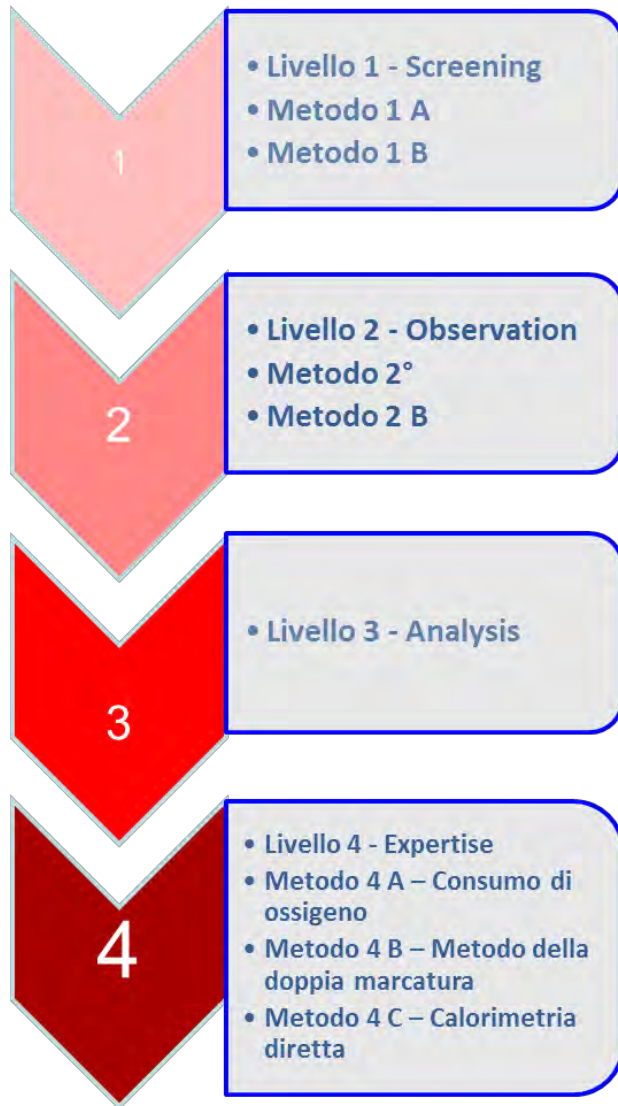 1
• Livello 1 - Screening
• Metodo 1 A
• Metodo 1 B
2
• Livello 2 - Observation
• Metodo 2°
• Metodo 2 B
3
• Livello 3 - Analysis
4
• Livello 4 - Expertise
• Metodo 4 A – Consumo di
ossigeno
• Metodo 4 B – Metodo della
doppia marcatura
• Metodo 4 C – Calorimetria
diretta